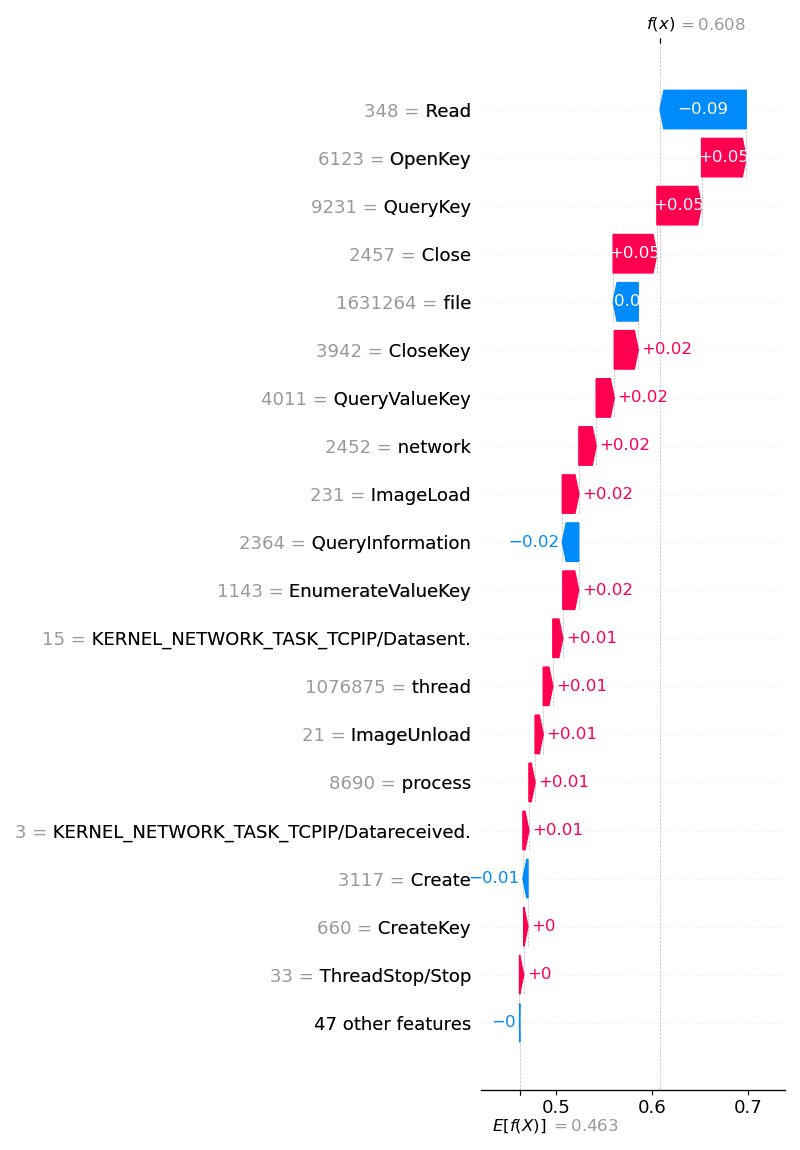 f(x) = 0.608
348 = Read −0.09
6123 = OpenKey +0.05
9231 = QueryKey +0.05
2457 = Close +0.05
1631264 = file 0.0
3942 = CloseKey +0.02
4011 = QueryValueKey +0.02
2452 = network +0.02
231 = ImageLoad +0.02
2364 = QueryInformation −0.02
1143 = EnumerateValueKey +0.02
15 = KERNEL_NETWORK_TASK_TCPIP/Datasent. +0.01
1076875 = thread +0.01
21 = ImageUnload +0.01
8690 = process +0.01
3 = KERNEL_NETWORK_TASK_TCPIP/Datareceived. +0.01
3117 = Create −0.01
660 = CreateKey +0
33 = ThreadStop/Stop +0
47 other features −0
0.5 0.6 0.7
E[f(X)] = 0.463